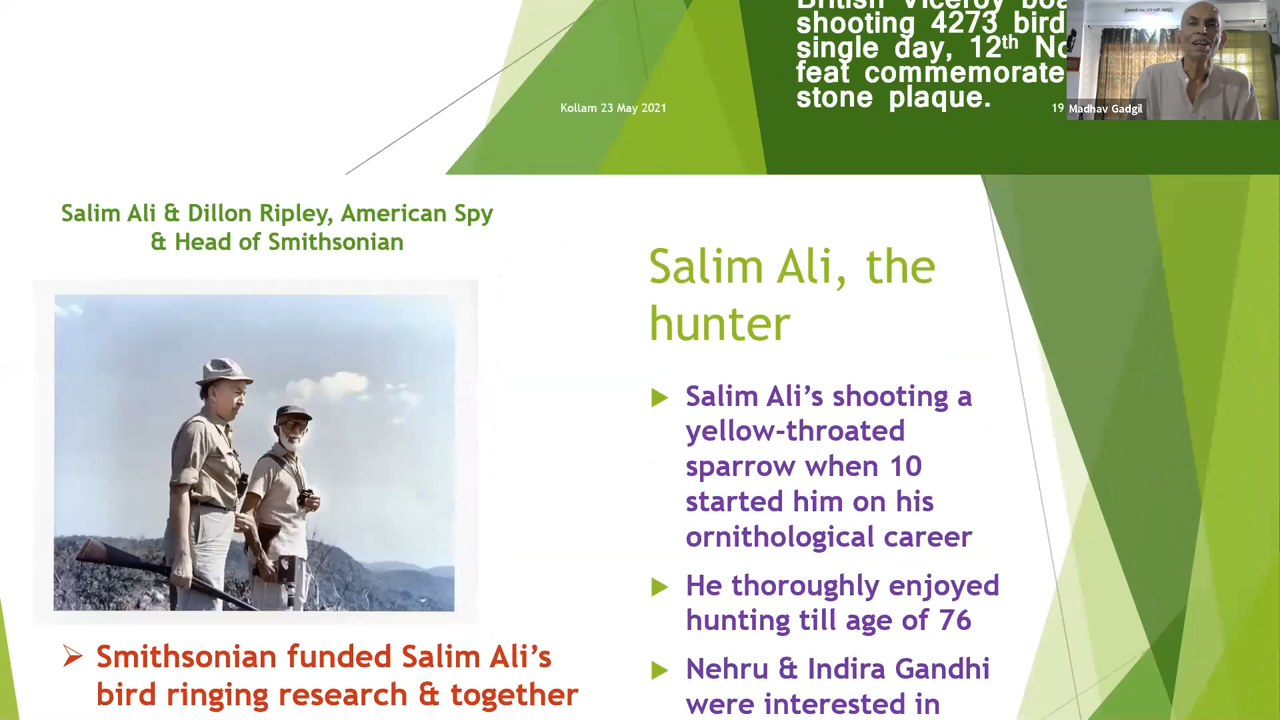 British Viceroy
shooting 4273 bird
single day, 12th
feat commemorate
stone plaque.
Kollam 23 May 2021
19
Madhav Gadgil
Salim Ali & Dillon Ripley, American Spy
& Head of Smithsonian
Salim Ali, the
hunter
Salim Ali’s shooting a
yellow-throated
sparrow when 10
started him on his
ornithological career
He thoroughly enjoyed
hunting till age of 76
Nehru & Indira Gandhi
were interested in
Smithsonian funded Salim Ali’s
bird ringing research & together